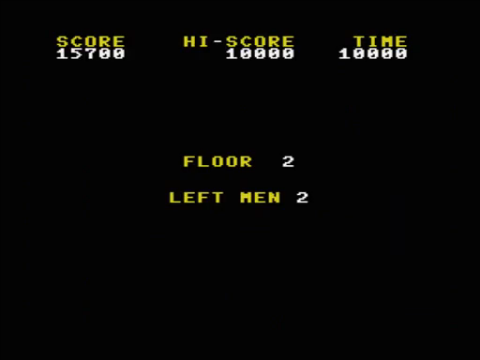 SCORE HI-SCORE TIME
15700 10000 10000
FLOOR 2
LEFT MEN 2